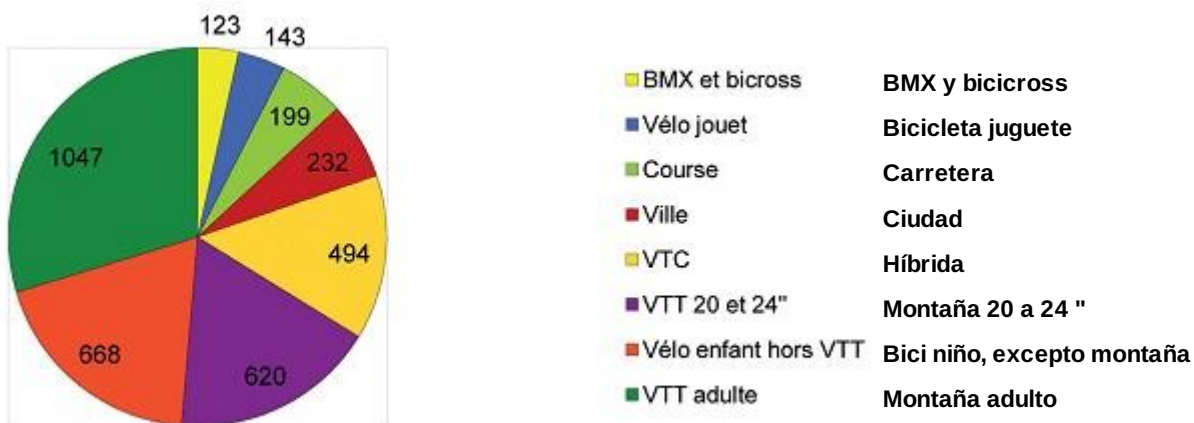 123
143
199
232
494
620
668
1047
BMX et bicross BMX y bicicross
Vélo jouet Bicicleta juguete
Course Carretera
Ville Ciudad
VTC Híbrida
VTT 20 et 24" Montaña 20 a 24 "
Vélo enfant hors VTT Bici niño, excepto montaña
VTT adulte Montaña adulto